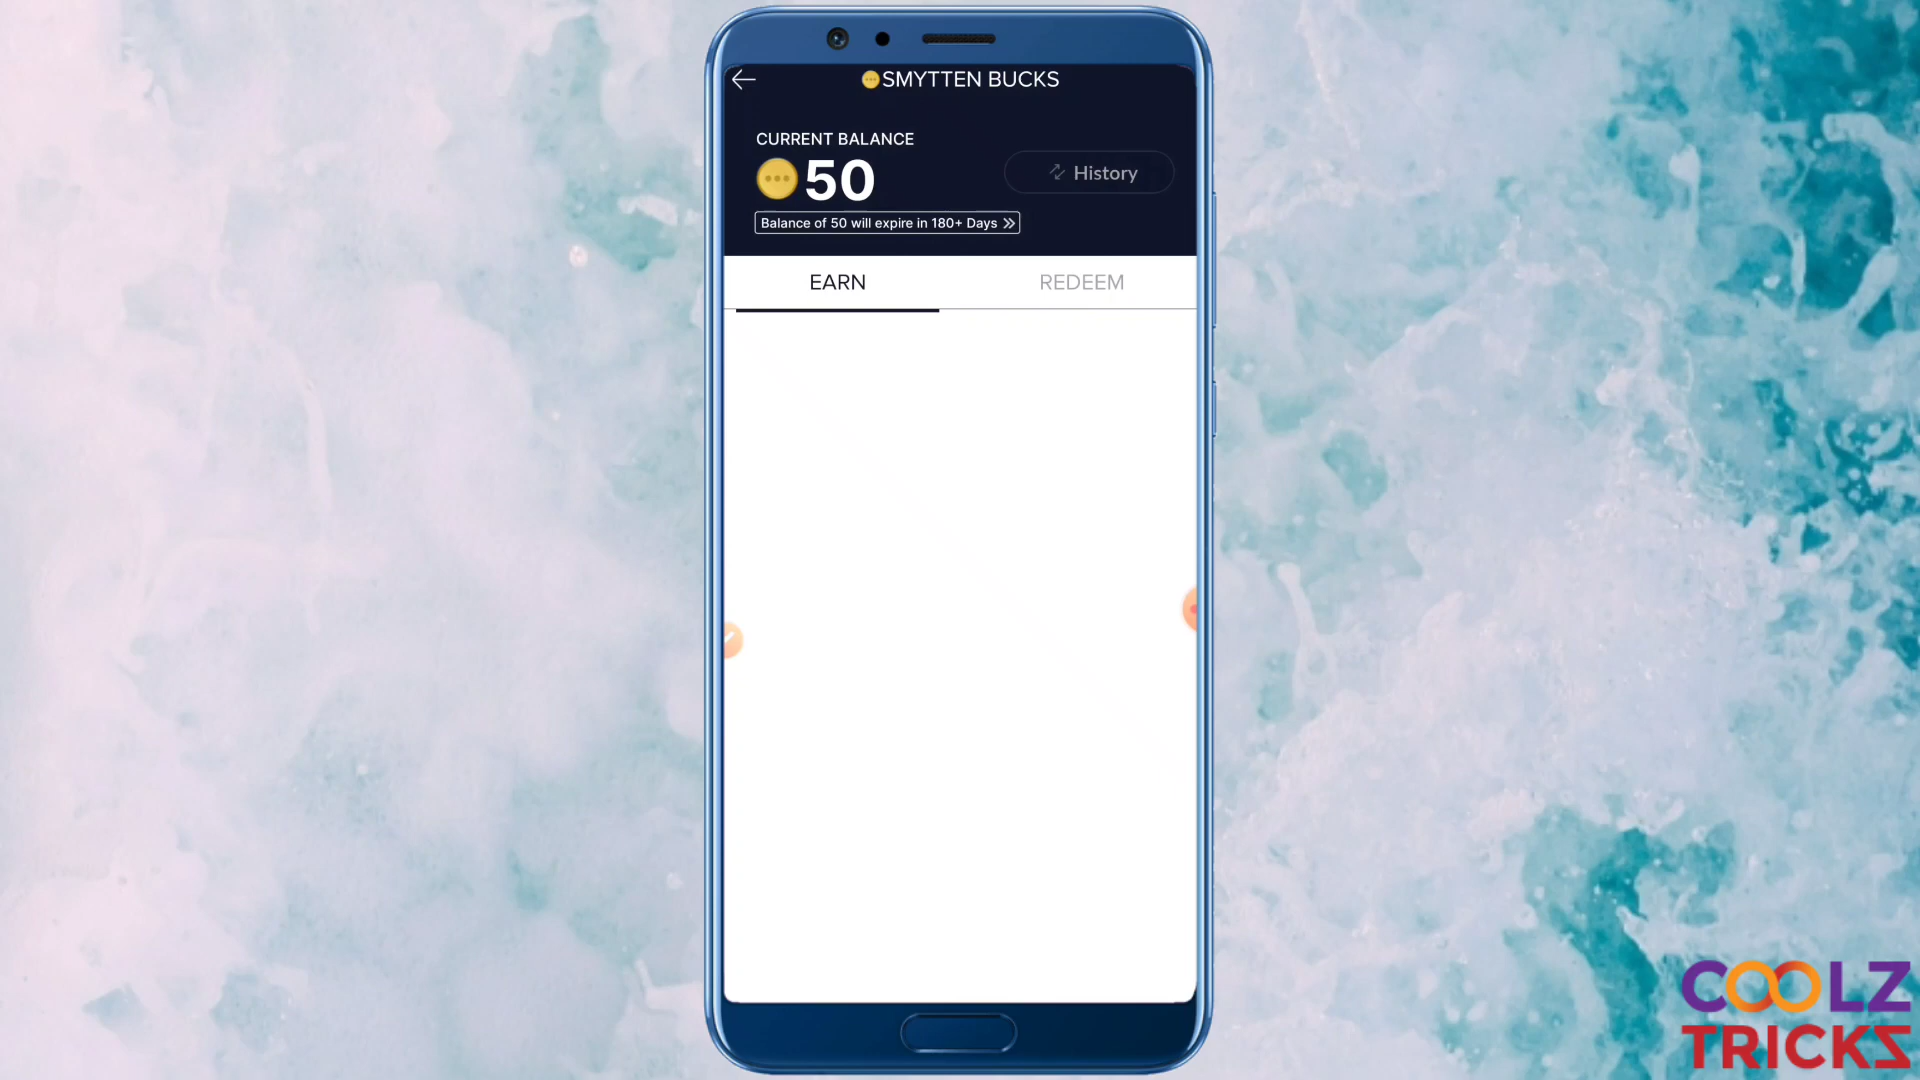 SMYTTEN BUCKS
CURRENT BALANCE
50
History
Balance of 50 will expire in 180+ Days
EARN
REDEEM
COOLZ
TRICKS